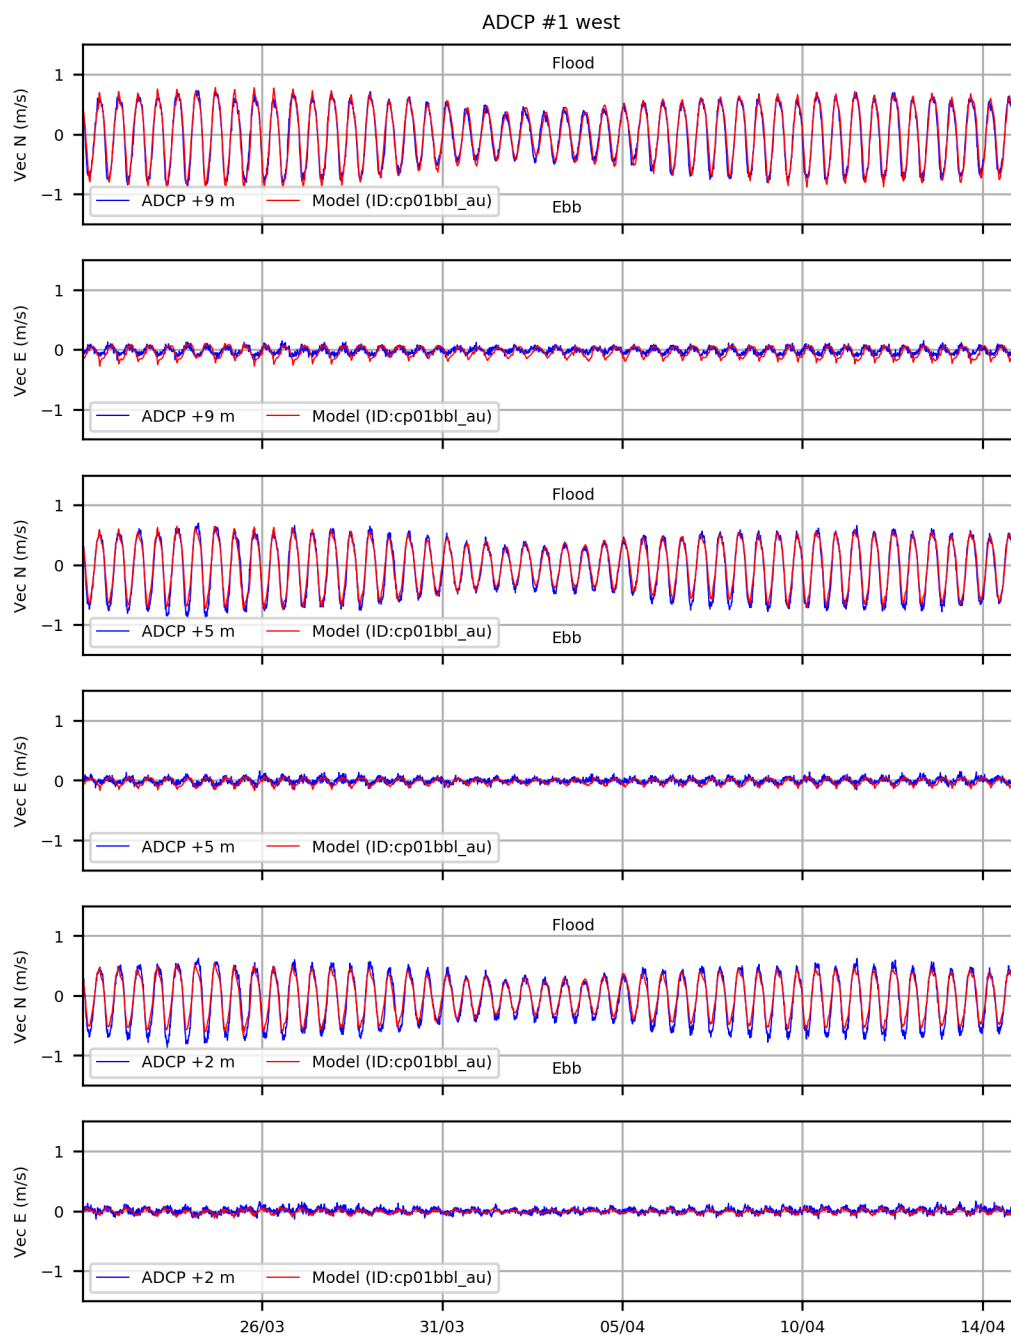 ADCP #1 west
Vec N (m/s)
1
0
−1
Flood
Ebb
ADCP +9 m
Model (ID:cp01bbl_au)
Vec E (m/s)
1
0
−1
ADCP +9 m
Model (ID:cp01bbl_au)
Vec N (m/s)
1
0
−1
Flood
Ebb
ADCP +5 m
Model (ID:cp01bbl_au)
Vec E (m/s)
1
0
−1
ADCP +5 m
Model (ID:cp01bbl_au)
Vec N (m/s)
1
0
−1
Flood
Ebb
ADCP +2 m
Model (ID:cp01bbl_au)
Vec E (m/s)
1
0
−1
ADCP +2 m
Model (ID:cp01bbl_au)
26/03
31/03
05/04
10/04
14/04